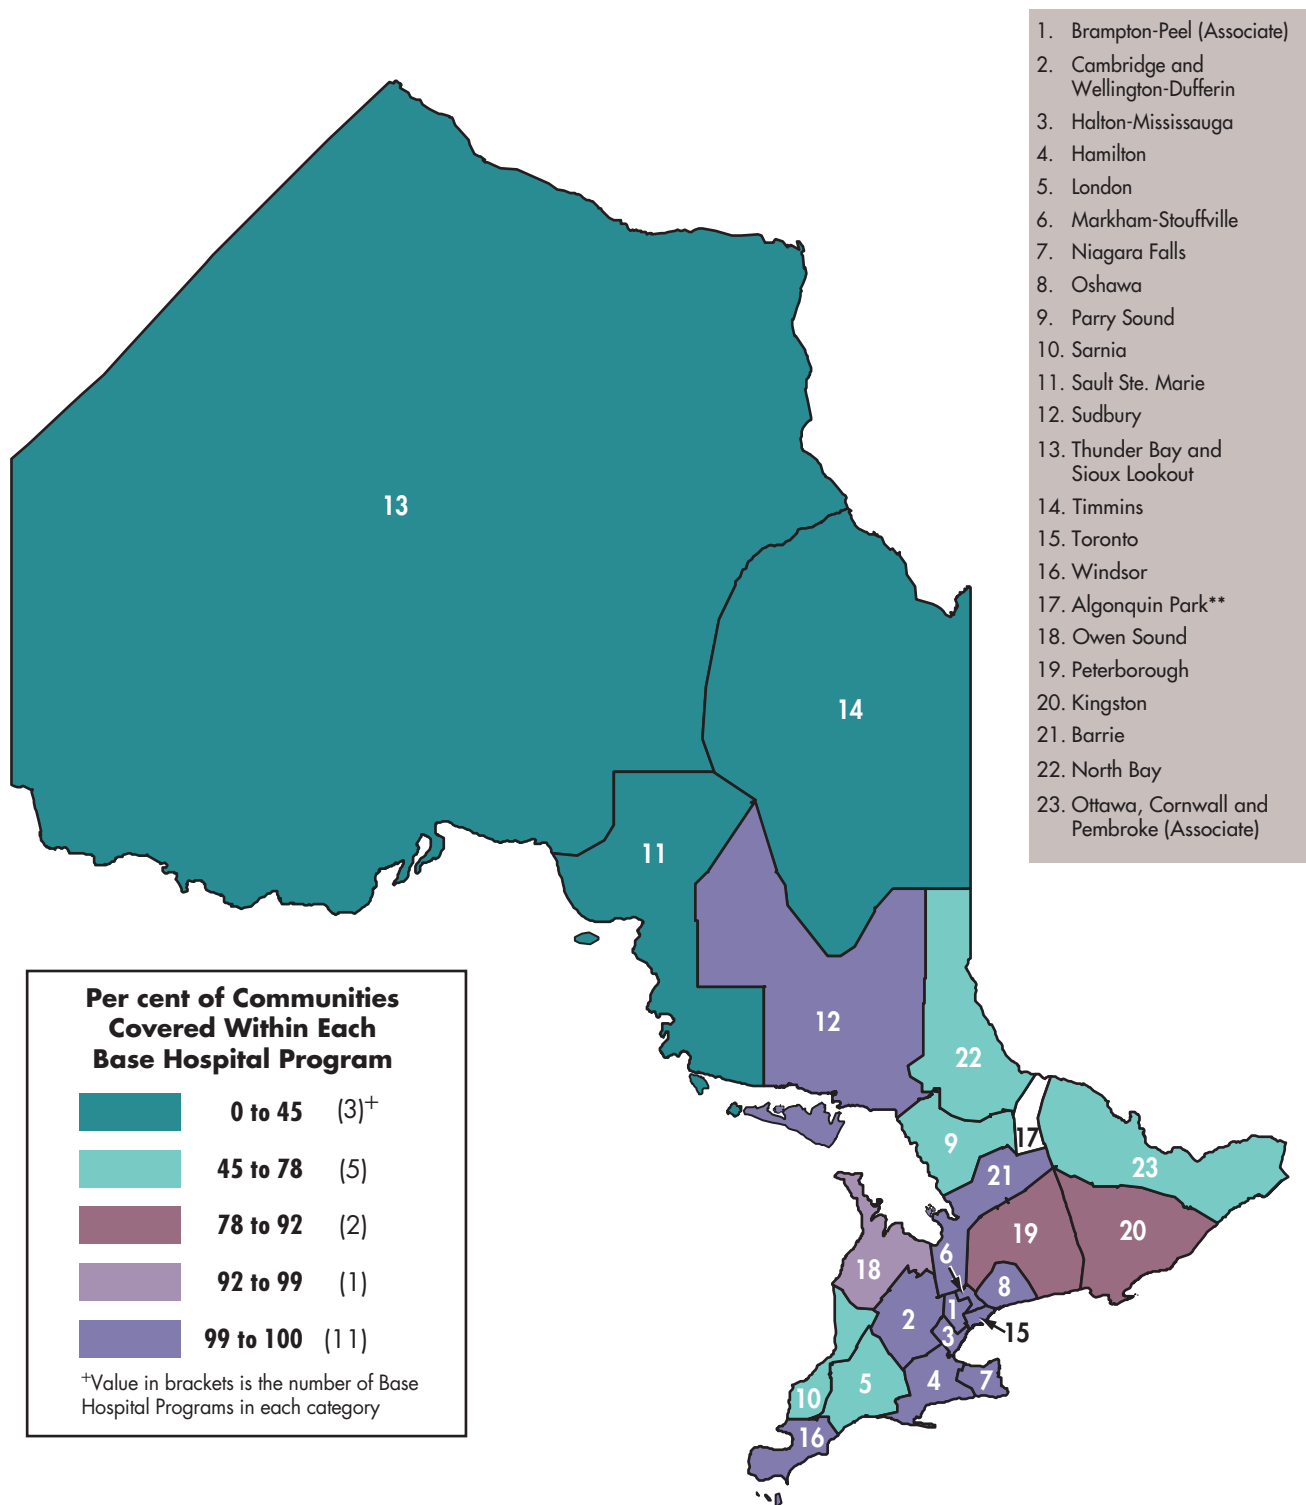 1. Brampton-Peel (Associate)
2. Cambridge and
Wellington-Dufferin
3. Halton-Mississauga
4. Hamilton
5. London
6. Markham-Stouffville
7. Niagara Falls
8. Oshawa
9. Parry Sound
10. Sarnia
11. Sault Ste. Marie
12. Sudbury
13. Thunder Bay and
Sioux Lookout
14. Timmins
15. Toronto
16. Windsor
17. Algonquin Park**
18. Owen Sound
19. Peterborough
20. Kingston
21. Barrie
22. North Bay
23. Ottawa, Cornwall and
Pembroke (Associate)
13
14
11
12
22
9
17
23
21
19
20
6
18
8
1
2
15
3
5
4
7
10
16
Per cent of Communities
Covered Within Each
Base Hospital Program
0 to 45 (3)+
45 to 78 (5)
78 to 92 (2)
92 to 99 (1)
99 to 100 (11)
+Value in brackets is the number of Base
Hospital Programs in each category